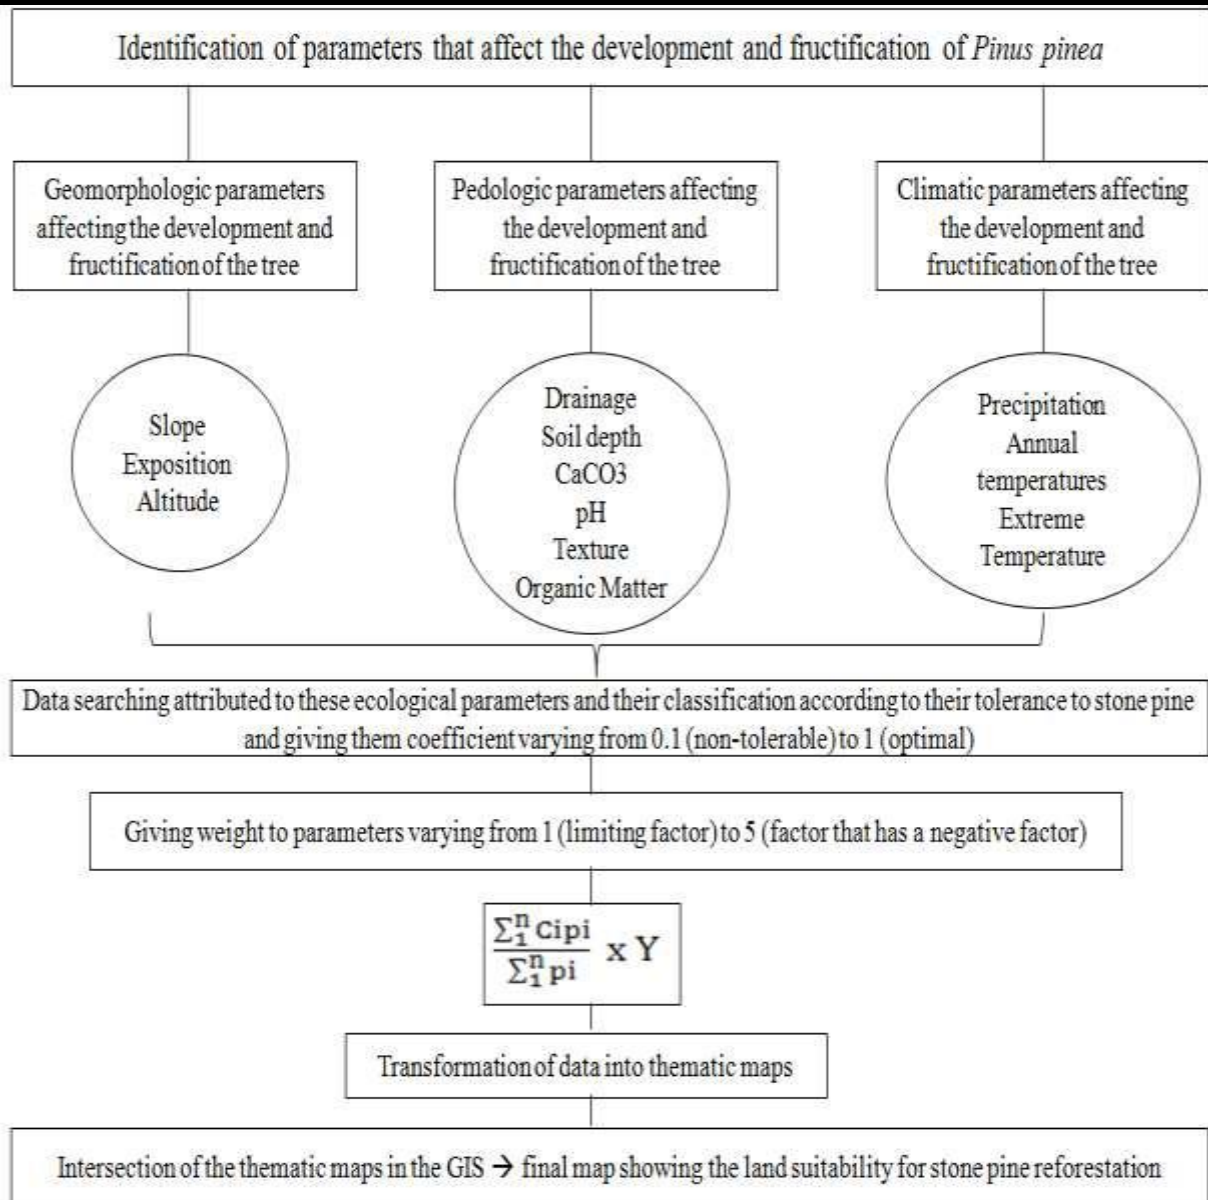 Identification of parameters that affect the development and fructification of Pinus pinea
Geomorphologic parameters
affecting the development and
fructification of the tree
Pedologic parameters affecting
the development and
fructification of the tree
Climatic parameters affecting
the development and
fructification of the tree
Slope
Exposition
Altitude
Drainage
Soil depth
CaCO3
pH
Texture
Organic Matter
Precipitation
Annual
temperatures
Extreme
Temperature
Data searching attributed to these ecological parameters and their classification according to their tolerance to stone pine
and giving them coefficient varying from 0.1 (non-tolerable) to 1 (optimal)
Giving weight to parameters varying from 1 (limiting factor) to 5 (factor that has a negative factor)
∑₁ⁿ Cipi / ∑₁ⁿ pi x Y
Transformation of data into thematic maps
Intersection of the thematic maps in the GIS → final map showing the land suitability for stone pine reforestation